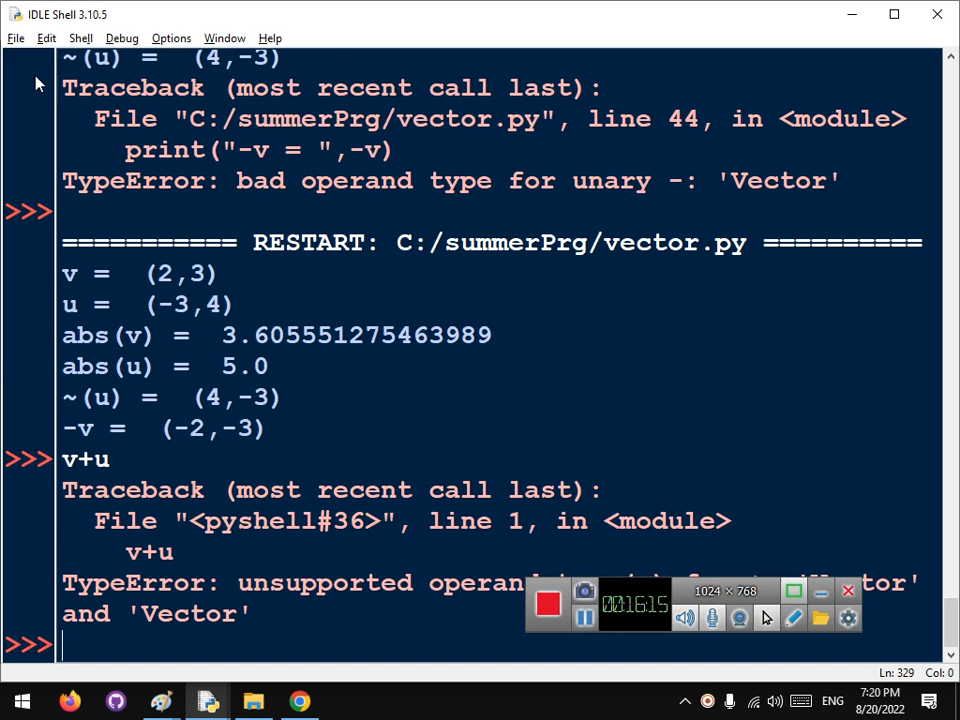 IDLE Shell 3.10.5
File Edit Shell Debug Options Window Help
~(u) =  (4,-3)
Traceback (most recent call last):
  File "C:/summerPrg/vector.py", line 44, in <module>
    print("-v = ",-v)
TypeError: bad operand type for unary -: 'Vector'
>>>
=========== RESTART: C:/summerPrg/vector.py ==========
v =  (2,3)
u =  (-3,4)
abs(v) =  3.605551275463989
abs(u) =  5.0
~(u) =  (4,-3)
-v =  (-2,-3)
>>> v+u
Traceback (most recent call last):
  File "<pyshell#36>", line 1, in <module>
    v+u
TypeError: unsupported operand
and 'Vector'
>>>
1024 × 768
00:16:15
Ln: 329 Col: 0
ENG
7:20 PM
8/20/2022